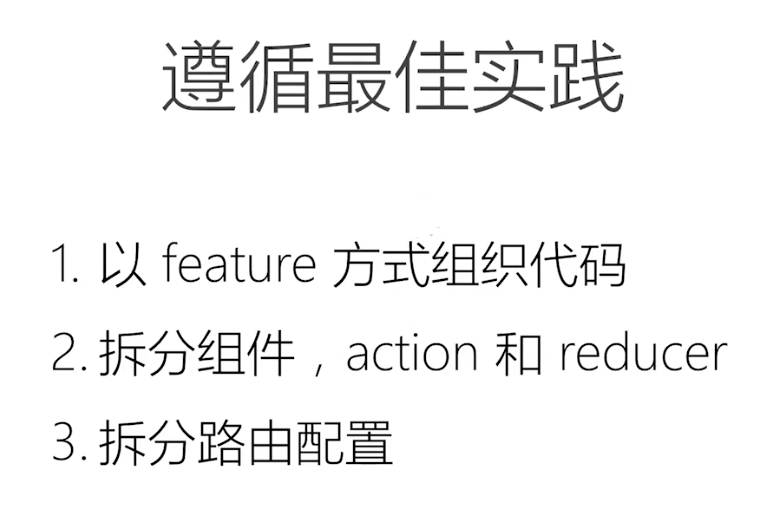 遵循最佳实践
1. 以 feature 方式组织代码
2. 拆分组件，action 和 reducer
3. 拆分路由配置